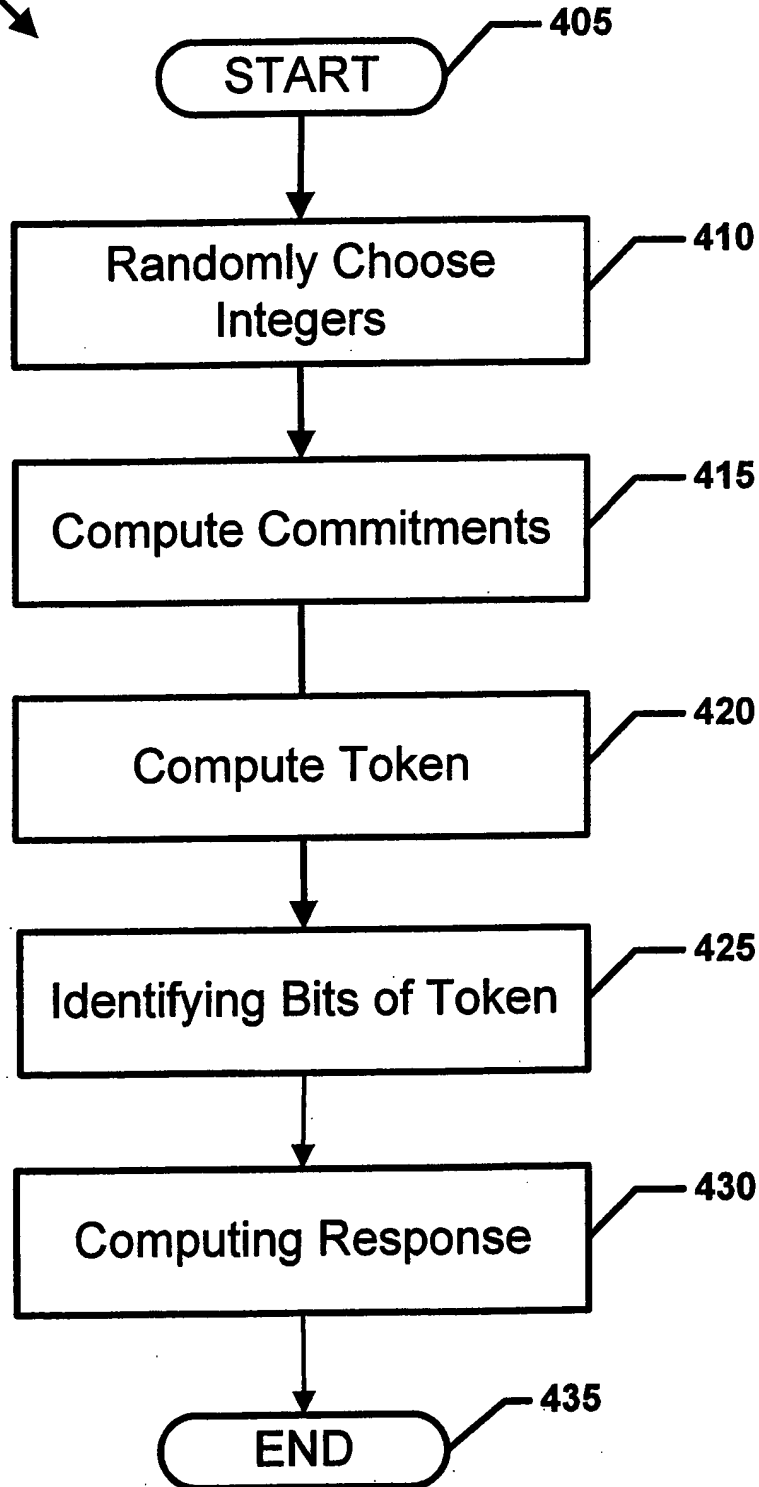 START
405
Randomly Choose
Integers
410
Compute Commitments
415
Compute Token
420
Identifying Bits of Token
425
Computing Response
430
END
435